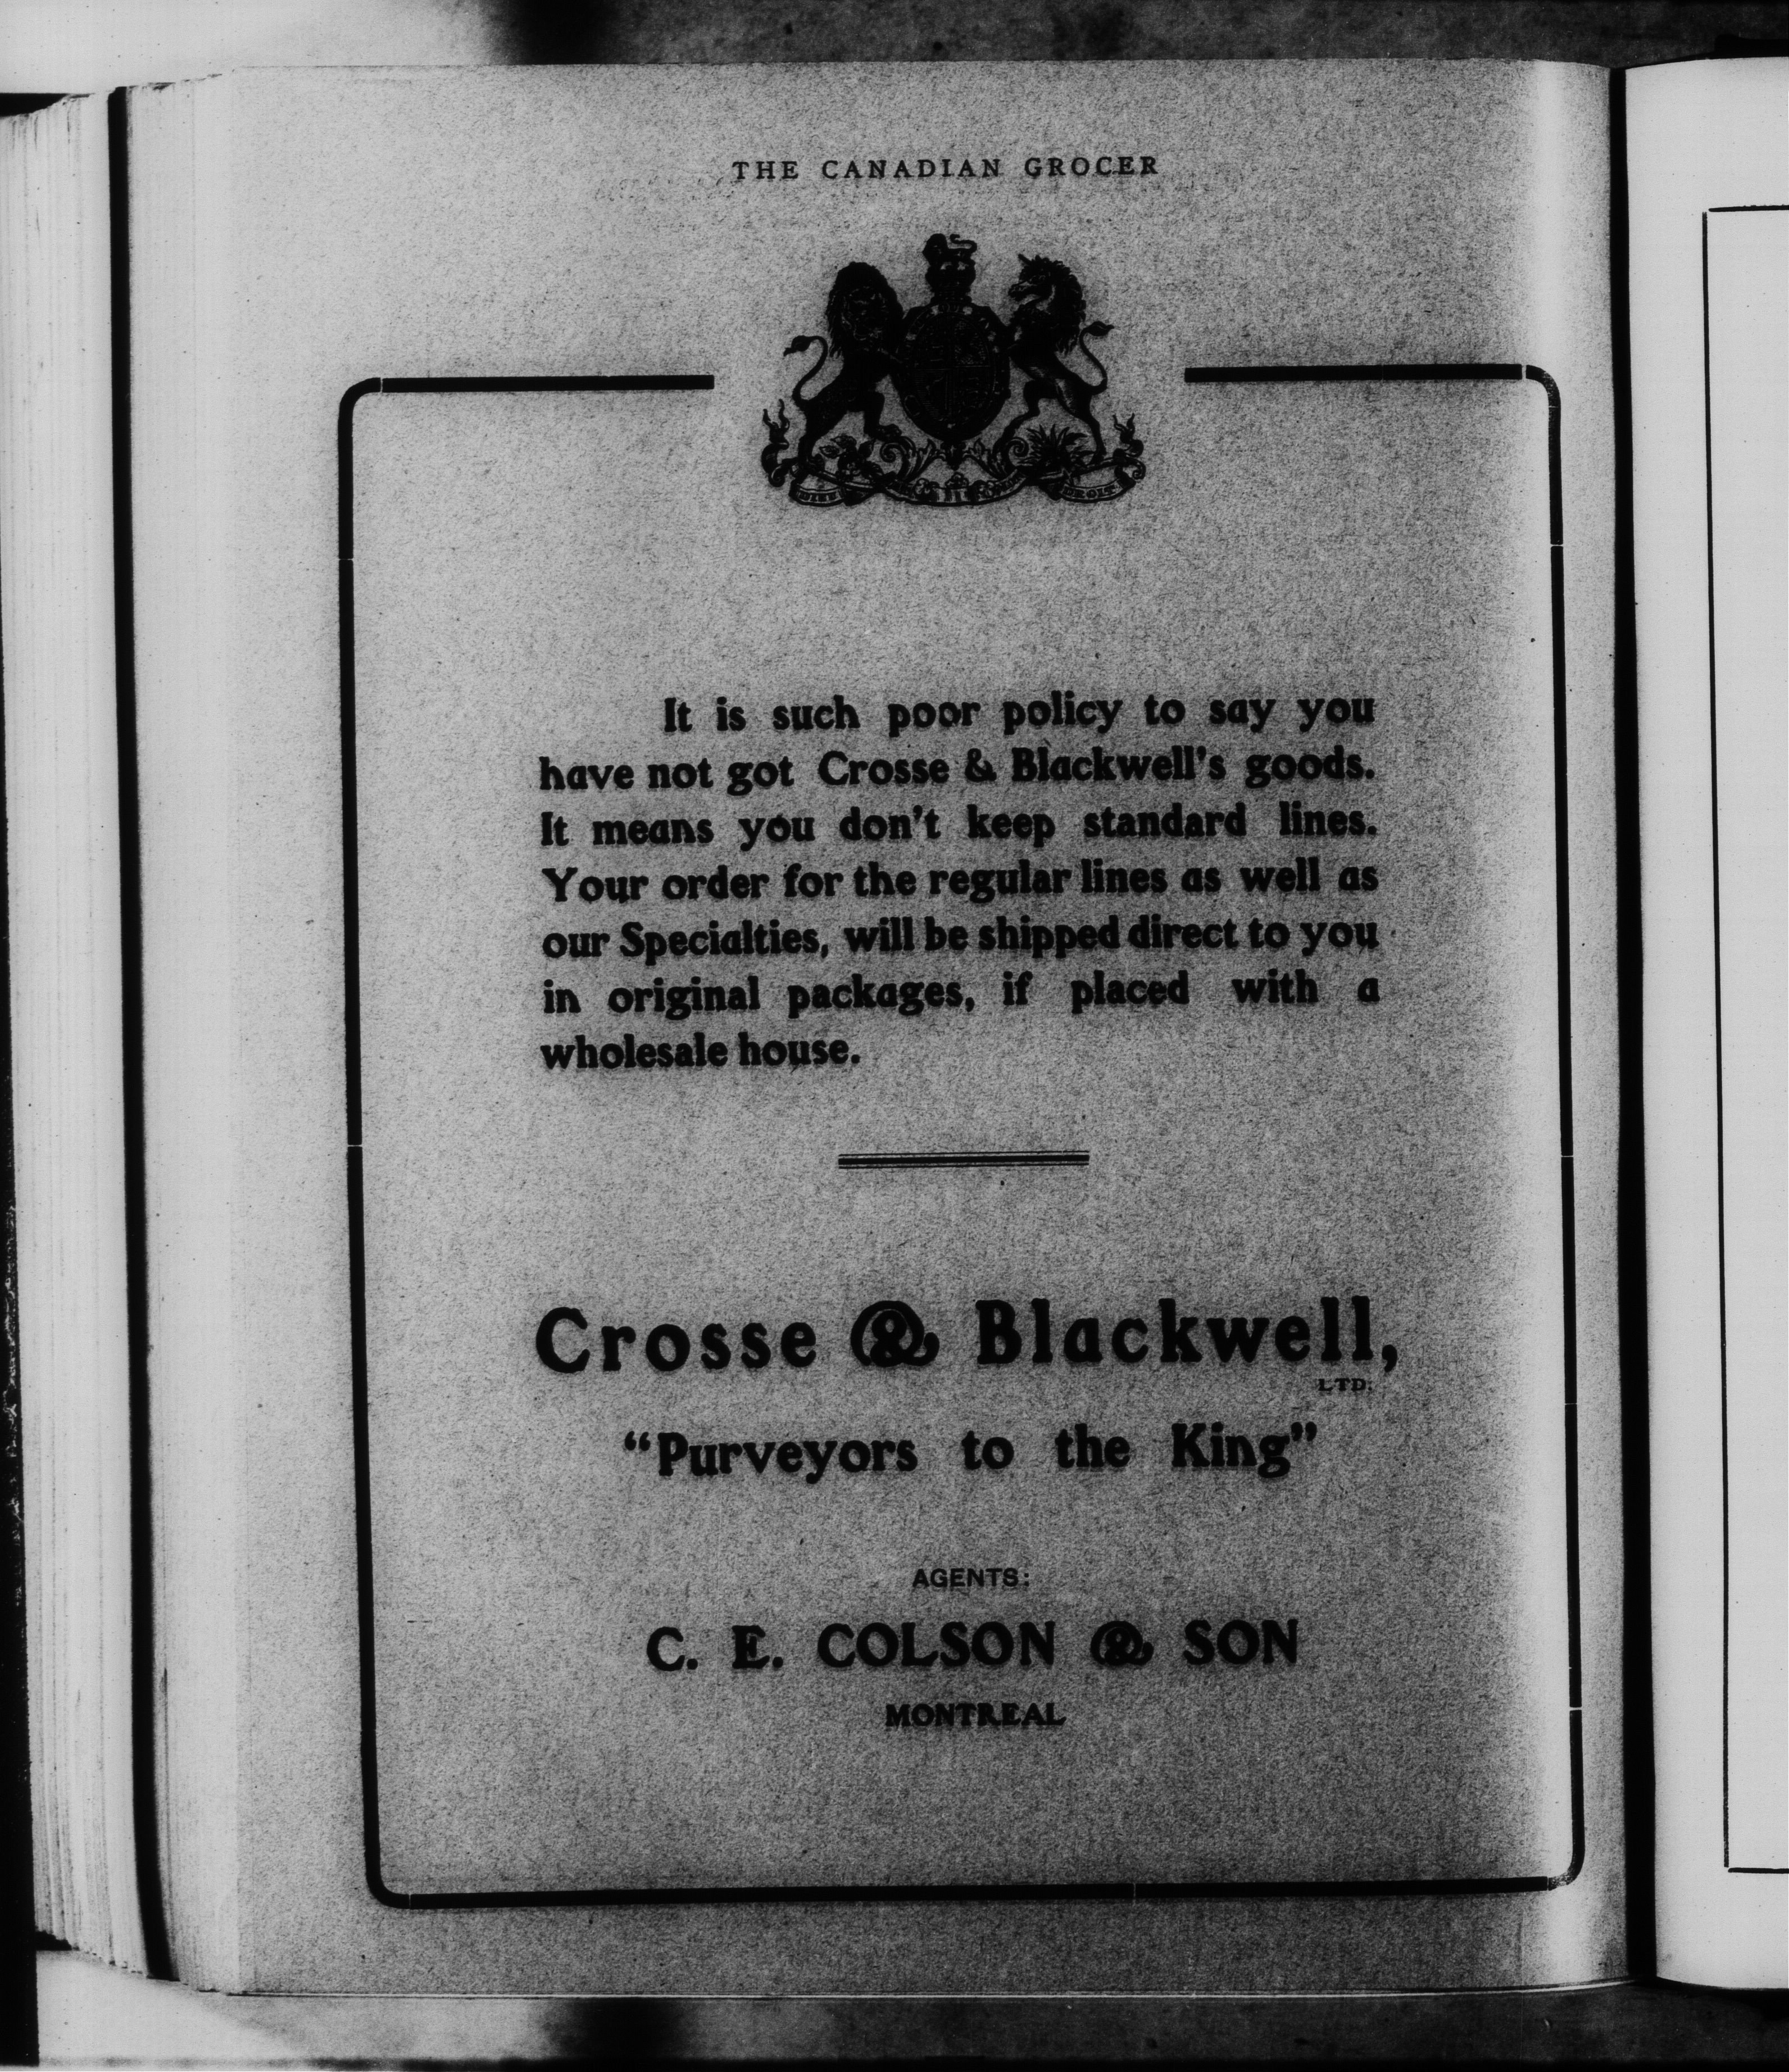 THE CANADIAN GROCER
DIEU DROIT
It is such poor policy to say you
have not got Crosse & Blackwell's goods.
It means you don't keep standard lines.
Your order for the regular lines as well as
our Specialties, will be shipped direct to you
in original packages, if placed with a
wholesale house.
Crosse & Blackwell,
LTD.
“Purveyors to the King”
AGENTS:
C. E. COLSON & SON
MONTREAL